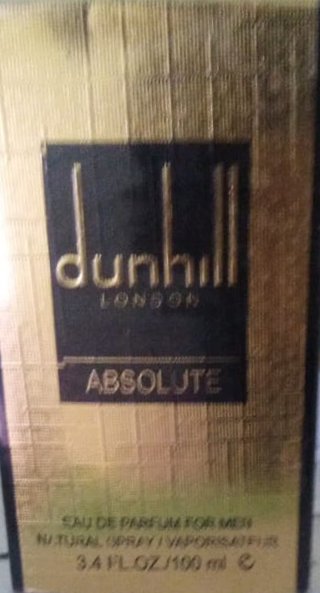 dunhill
LONDON
ABSOLUTE
EAU DE PARFUM FOR MEN
NATURAL SPRAY / VAPORISATEUR
3.4 FL.OZ./100 ml ℮